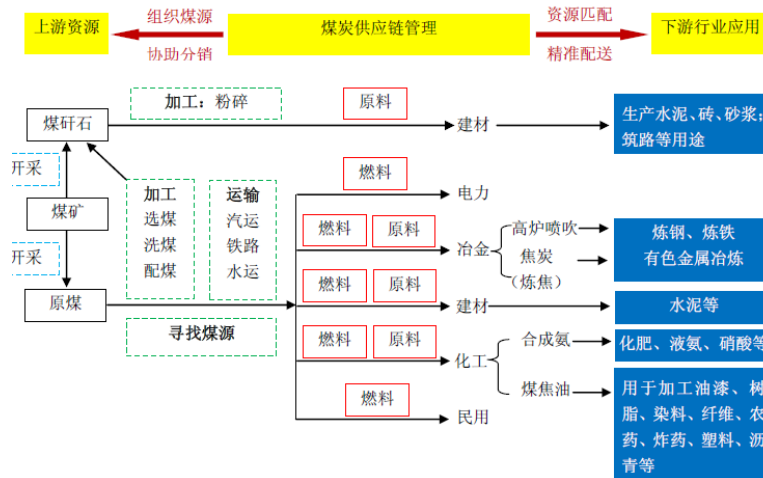 上游资源
组织煤源
协助分销
煤炭供应链管理
资源匹配
精准配送
下游行业应用
加工：粉碎
原料
煤矸石
建材
生产水泥、砖、砂浆；
筑路等用途
开采
煤矿
开采
原煤
加工
选煤
洗煤
配煤
运输
汽运
铁路
水运
寻找煤源
燃料
电力
燃料
原料
冶金
高炉喷吹
焦炭
（炼焦）
炼钢、炼铁
有色金属冶炼
燃料
原料
建材
水泥等
燃料
原料
化工
合成氨
煤焦油
化肥、液氨、硝酸等
燃料
民用
用于加工油漆、树
脂、染料、纤维、农
药、炸药、塑料、沥
青等